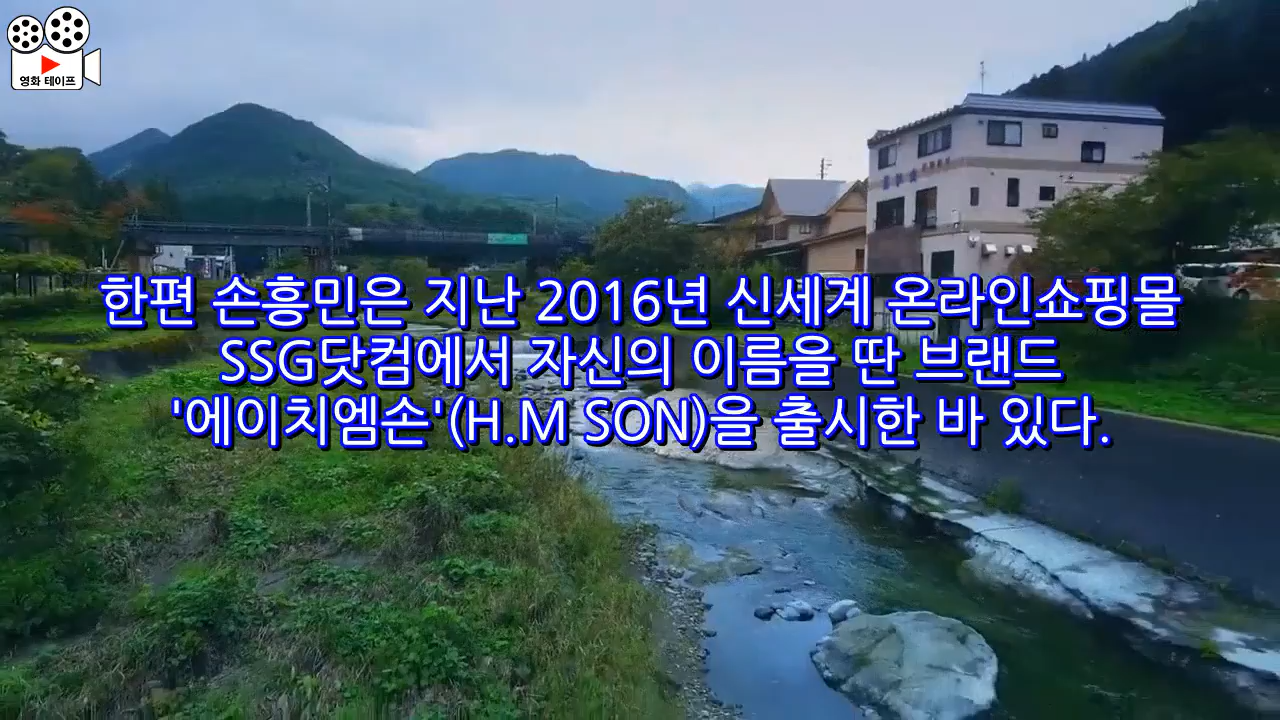 영화 테이프
한편 손흥민은 지난 2016년 신세계 온라인쇼핑몰
SSG닷컴에서 자신의 이름을 딴 브랜드
'에이치엠손'(H.M SON)을 출시한 바 있다.